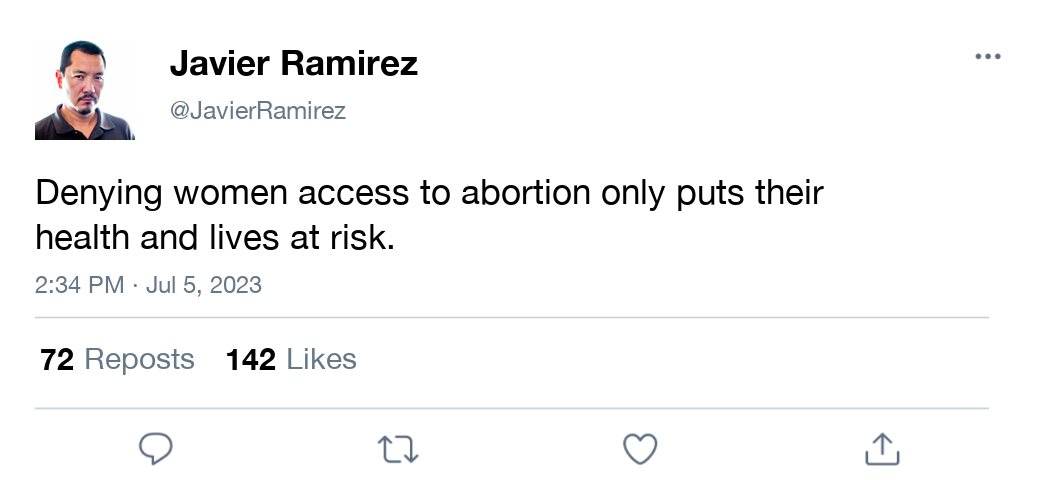 Javier Ramirez
@JavierRamirez
Denying women access to abortion only puts their
health and lives at risk.
2:34 PM · Jul 5, 2023
72 Reposts 142 Likes